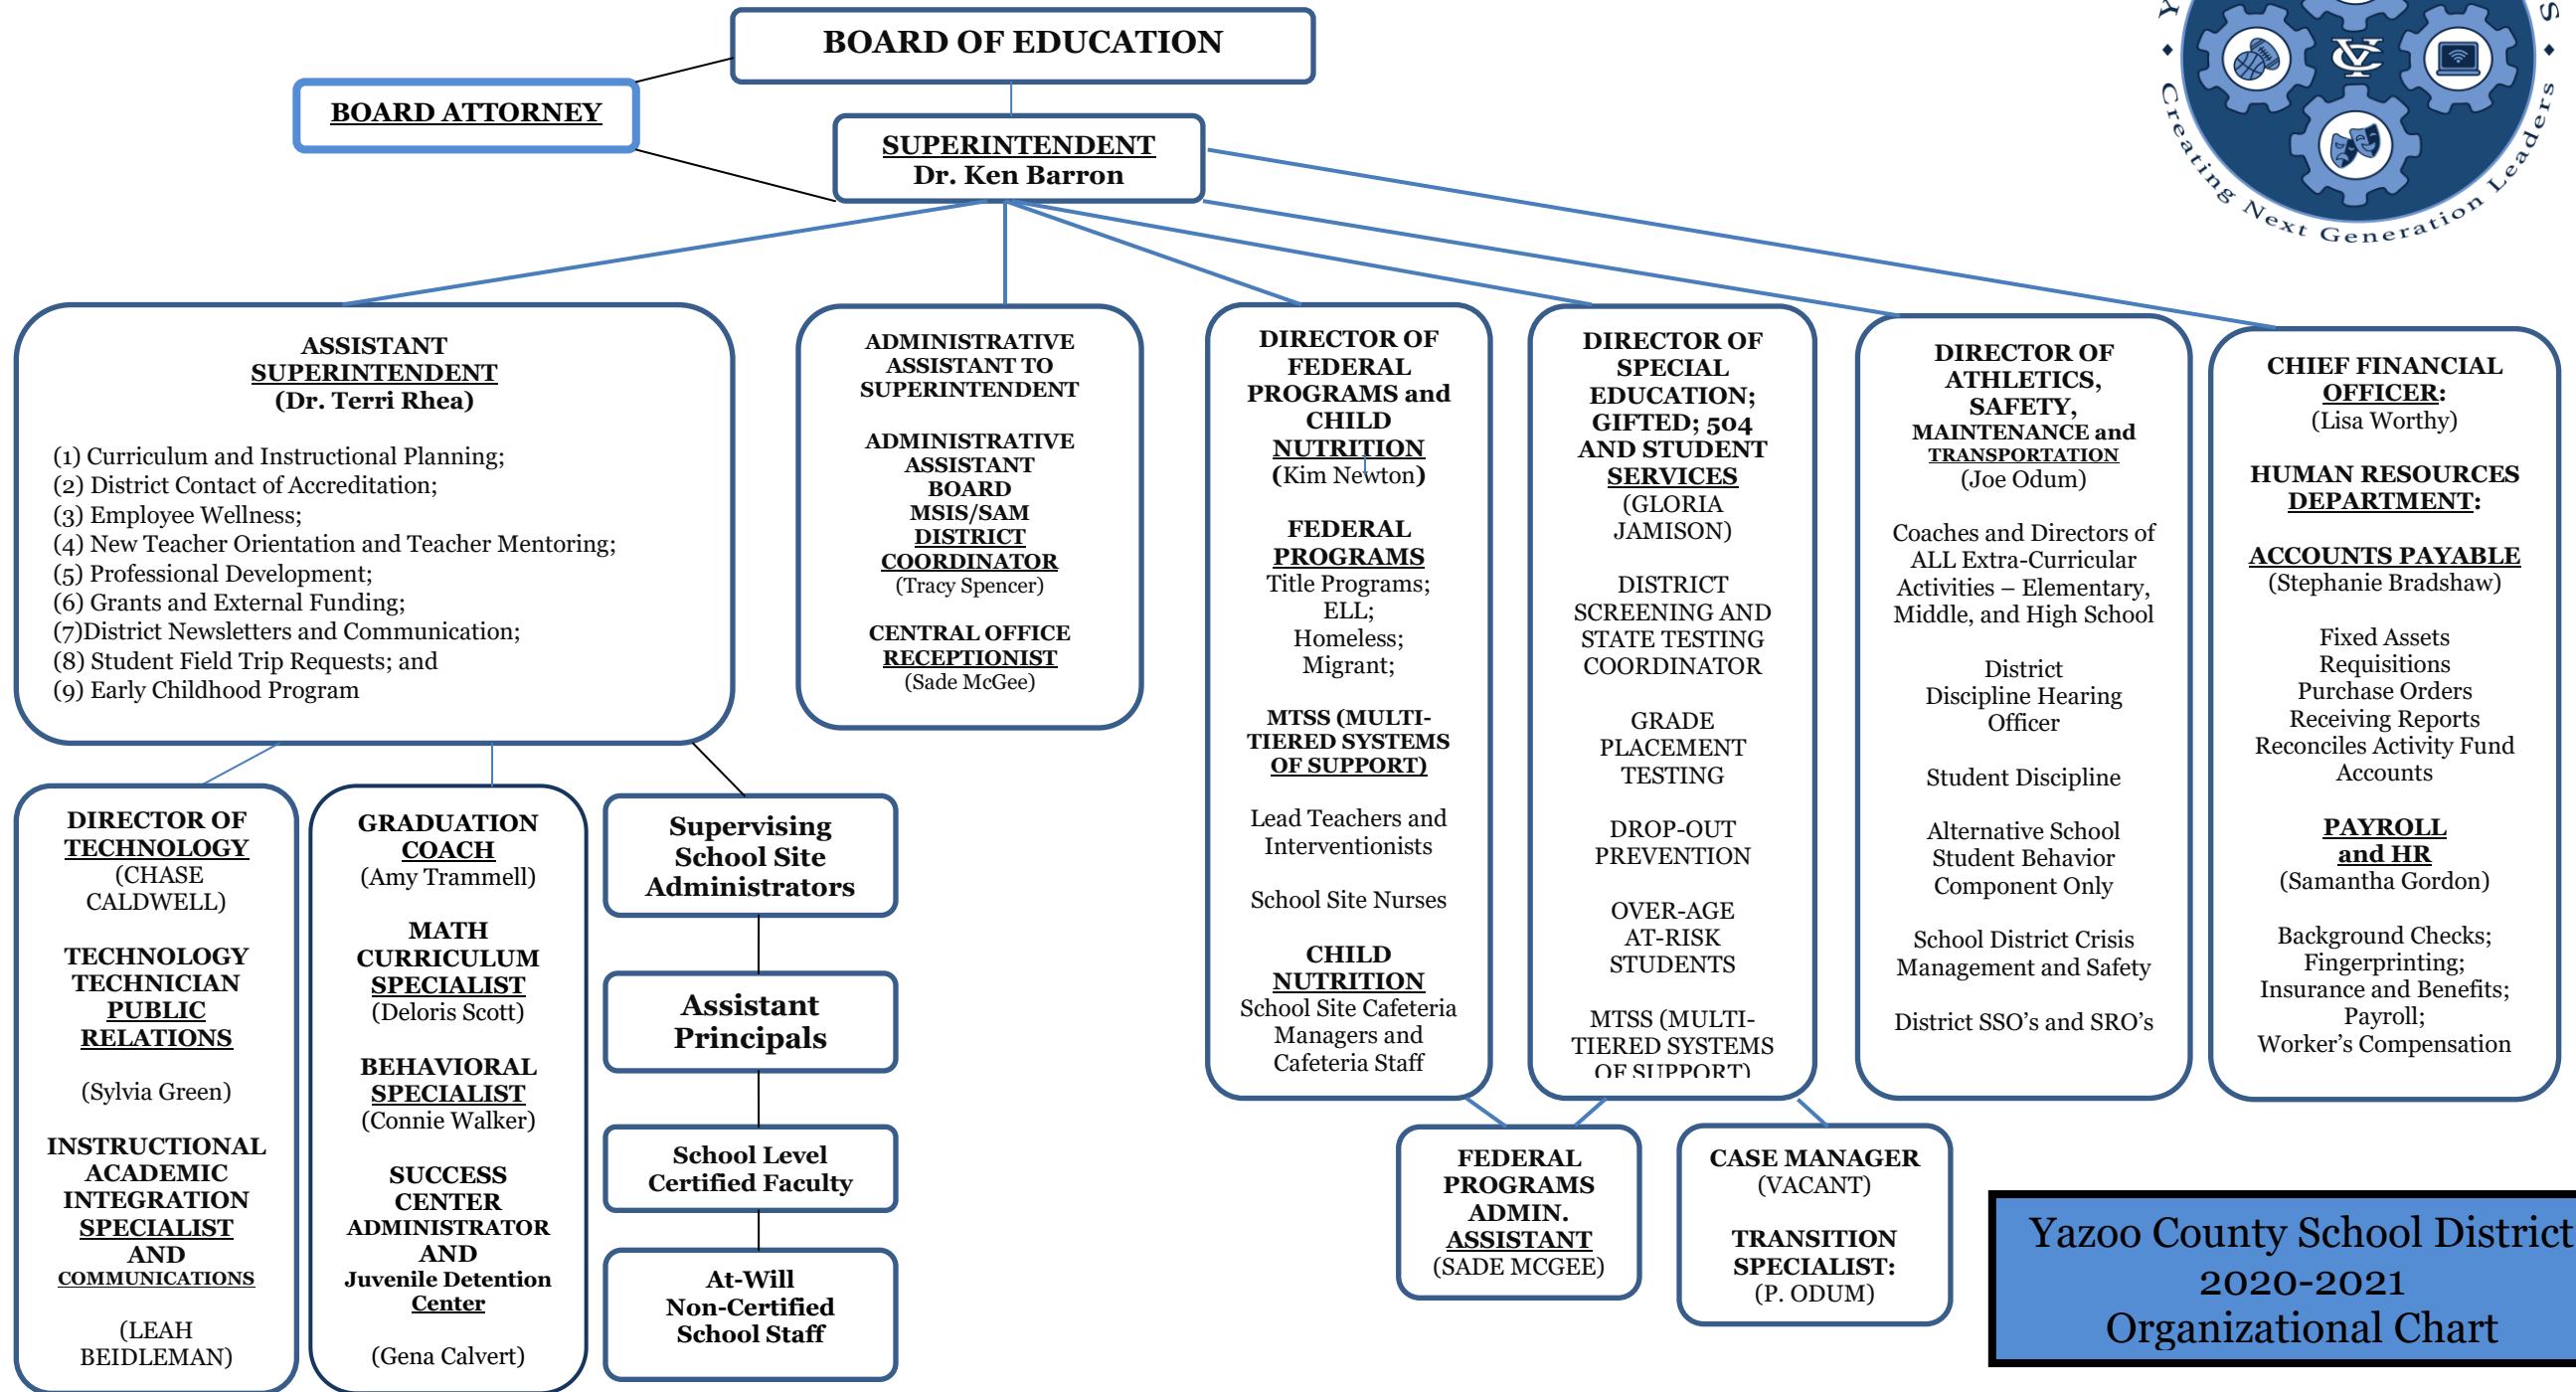 BOARD OF EDUCATION
BOARD ATTORNEY
SUPERINTENDENT
Dr. Ken Barron
Creating Next Generation Leaders
ASSISTANT
SUPERINTENDENT
(Dr. Terri Rhea)
(1) Curriculum and Instructional Planning;
(2) District Contact of Accreditation;
(3) Employee Wellness;
(4) New Teacher Orientation and Teacher Mentoring;
(5) Professional Development;
(6) Grants and External Funding;
(7)District Newsletters and Communication;
(8) Student Field Trip Requests; and
(9) Early Childhood Program
ADMINISTRATIVE
ASSISTANT TO
SUPERINTENDENT
ADMINISTRATIVE
ASSISTANT
BOARD
MSIS/SAM
DISTRICT
COORDINATOR
(Tracy Spencer)
CENTRAL OFFICE
RECEPTIONIST
(Sade McGee)
DIRECTOR OF
FEDERAL
PROGRAMS and
CHILD
NUTRITION
(Kim Newton)
FEDERAL
PROGRAMS
Title Programs;
ELL;
Homeless;
Migrant;
MTSS (MULTI-
TIERED SYSTEMS
OF SUPPORT)
Lead Teachers and
Interventionists
School Site Nurses
CHILD
NUTRITION
School Site Cafeteria
Managers and
Cafeteria Staff
DIRECTOR OF
SPECIAL
EDUCATION;
GIFTED; 504
AND STUDENT
SERVICES
(GLORIA
JAMISON)
DISTRICT
SCREENING AND
STATE TESTING
COORDINATOR
GRADE
PLACEMENT
TESTING
DROP-OUT
PREVENTION
OVER-AGE
AT-RISK
STUDENTS
MTSS (MULTI-
TIERED SYSTEMS
OF SUPPORT)
DIRECTOR OF
ATHLETICS,
SAFETY,
MAINTENANCE and
TRANSPORTATION
(Joe Odum)
Coaches and Directors of
ALL Extra-Curricular
Activities – Elementary,
Middle, and High School
District
Discipline Hearing
Officer
Student Discipline
Alternative School
Student Behavior
Component Only
School District Crisis
Management and Safety
District SSO's and SRO's
CHIEF FINANCIAL
OFFICER:
(Lisa Worthy)
HUMAN RESOURCES
DEPARTMENT:
ACCOUNTS PAYABLE
(Stephanie Bradshaw)
Fixed Assets
Requisitions
Purchase Orders
Receiving Reports
Reconciles Activity Fund
Accounts
PAYROLL
and HR
(Samantha Gordon)
Background Checks;
Fingerprinting;
Insurance and Benefits;
Payroll;
Worker's Compensation
DIRECTOR OF
TECHNOLOGY
(CHASE
CALDWELL)
TECHNOLOGY
TECHNICIAN
PUBLIC
RELATIONS
(Sylvia Green)
INSTRUCTIONAL
ACADEMIC
INTEGRATION
SPECIALIST
AND
COMMUNICATIONS
(LEAH
BEIDLEMAN)
GRADUATION
COACH
(Amy Trammell)
MATH
CURRICULUM
SPECIALIST
(Deloris Scott)
BEHAVIORAL
SPECIALIST
(Connie Walker)
SUCCESS
CENTER
ADMINISTRATOR
AND
Juvenile Detention
Center
(Gena Calvert)
Supervising
School Site
Administrators
Assistant
Principals
School Level
Certified Faculty
At-Will
Non-Certified
School Staff
FEDERAL
PROGRAMS
ADMIN.
ASSISTANT
(SADE MCGEE)
CASE MANAGER
(VACANT)
TRANSITION
SPECIALIST:
(P. ODUM)
Yazoo County School District
2020-2021
Organizational Chart